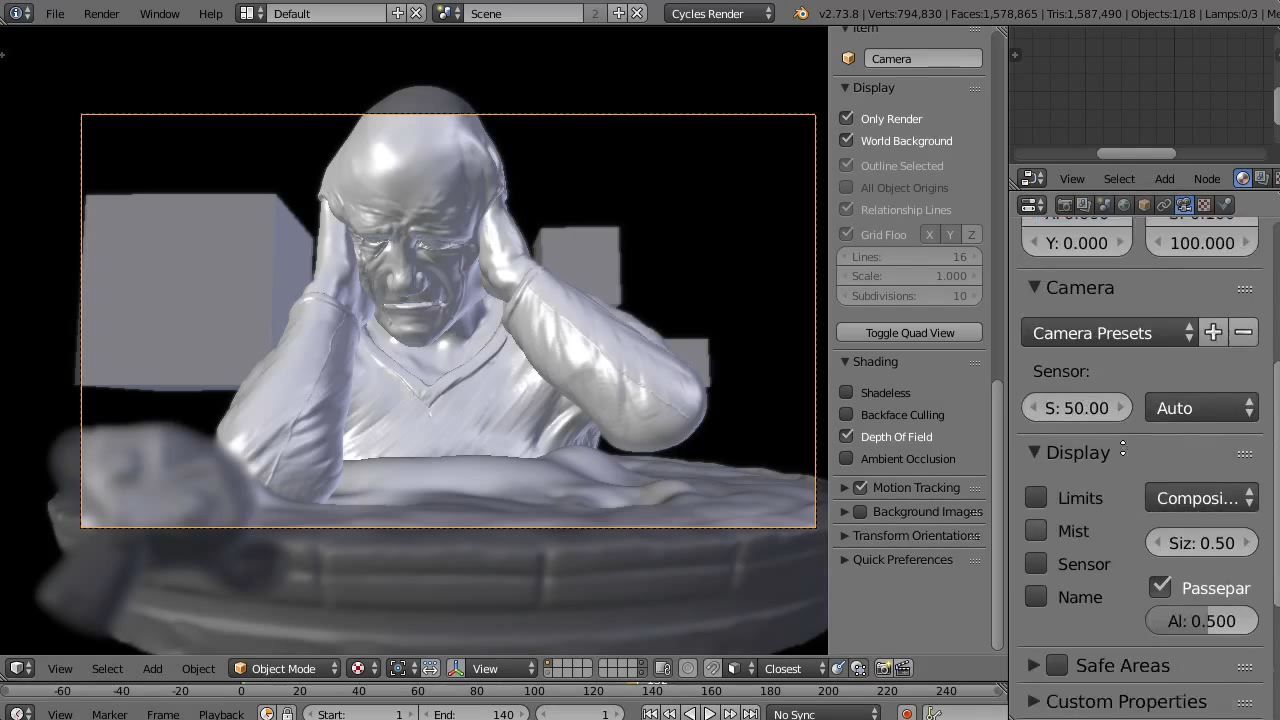 File Render Window Help Default Scene 2 Cycles Render v2.73.8 | Verts:794,830 | Faces:1,578,865 | Tris:1,587,490 | Objects:1/18 | Lamps:0/3 |
Item
Camera
Display
Only Render
World Background
Outline Selected
All Object Origins
Relationship Lines
Grid Floo X Y Z
Lines: 16
Scale: 1.000
Subdivisions: 10
Toggle Quad View
Shading
Shadeless
Backface Culling
Depth Of Field
Ambient Occlusion
Motion Tracking
Background Images
Transform Orientations
Quick Preferences
View Select Add Node
Y: 0.000 100.000
Camera
Camera Presets
Sensor:
S: 50.00 Auto
Display
Limits Composi...
Mist Siz: 0.50
Sensor Passepar
Name Al: 0.500
Safe Areas
Custom Properties
View Select Add Object Object Mode View Closest
-60 -40 -20 0 20 40 60 80 100 120 140 160 180 200 220 240
View Marker Frame Playback Start: 1 End: 140 1 No Sync